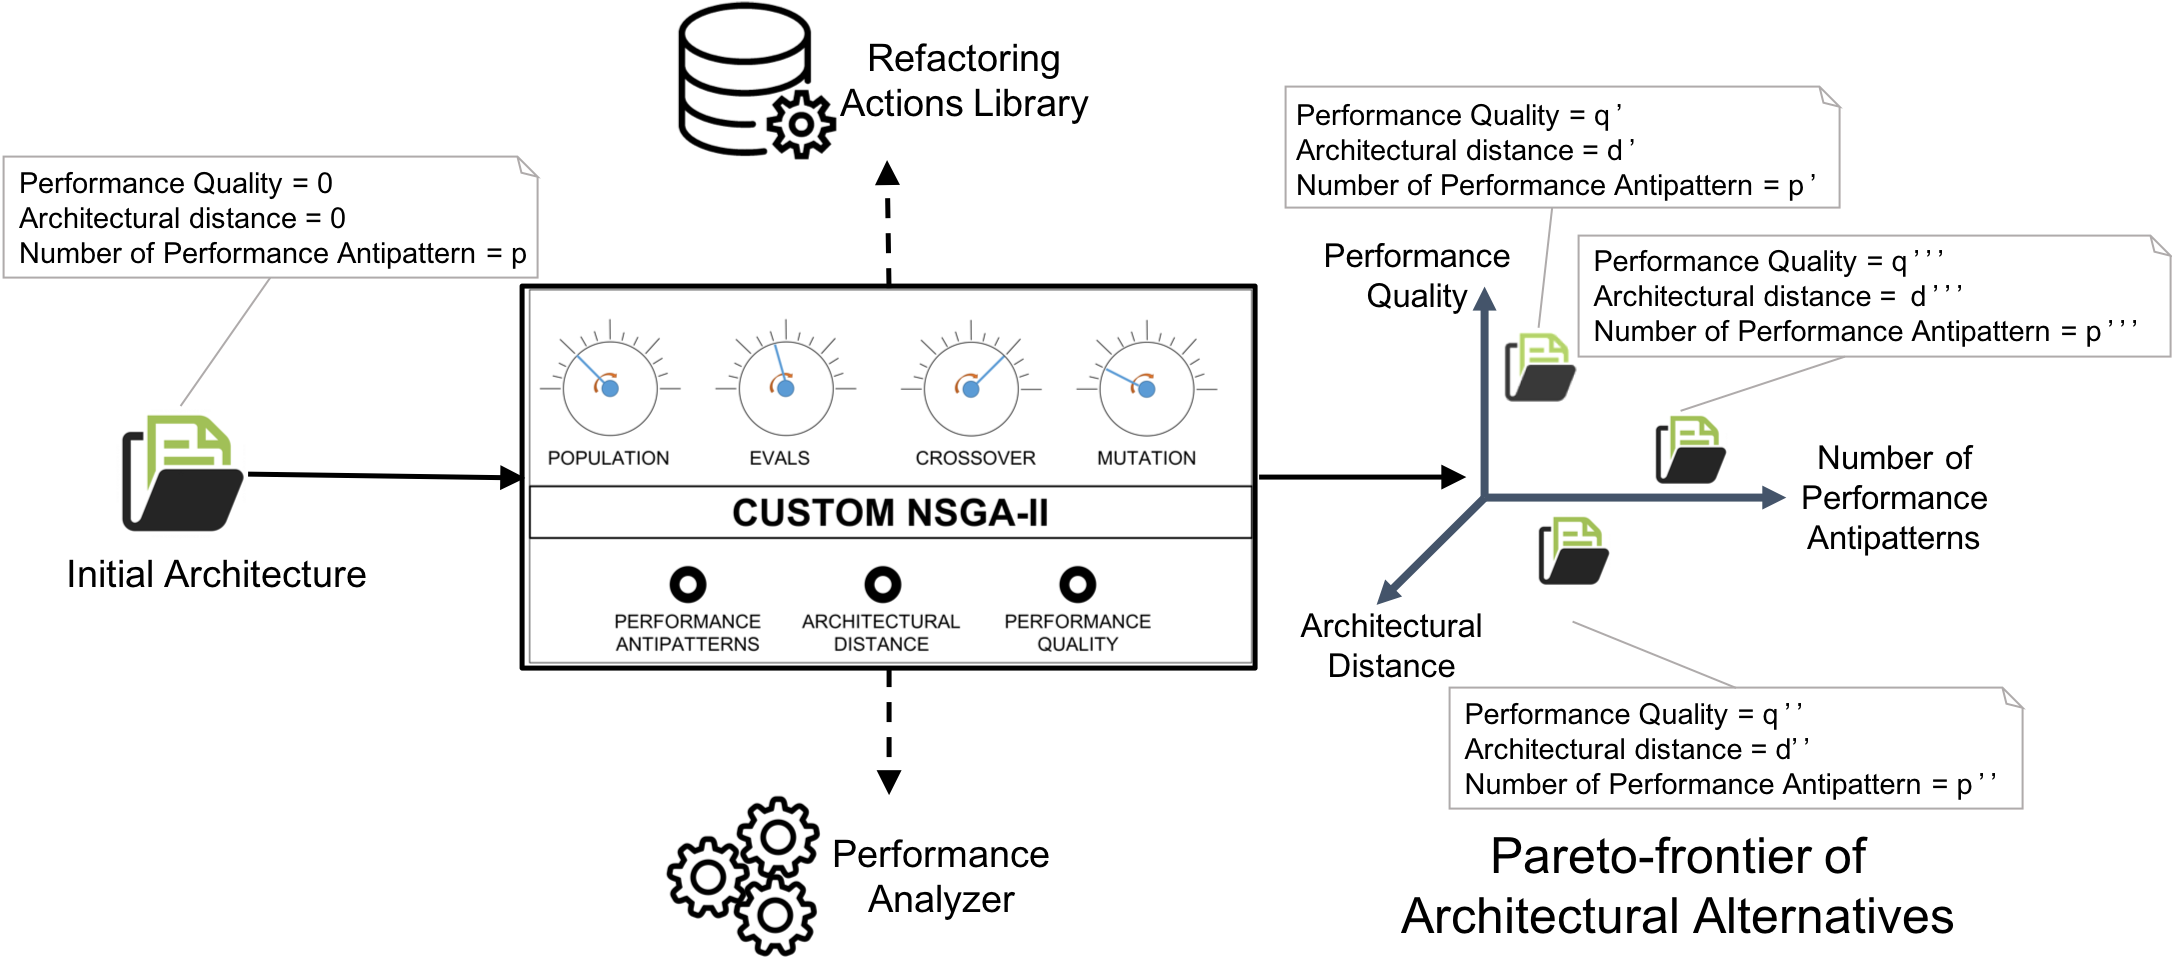 Refactoring
Actions Library
Performance Quality = 0
Architectural distance = 0
Number of Performance Antipattern = p
Initial Architecture
POPULATION
EVALS
CROSSOVER
MUTATION
CUSTOM NSGA-II
PERFORMANCE
ANTIPATTERNS
ARCHITECTURAL
DISTANCE
PERFORMANCE
QUALITY
Performance
Analyzer
Performance Quality = q’
Architectural distance = d’
Number of Performance Antipattern = p’
Performance
Quality
Performance Quality = q’’’
Architectural distance = d’’’
Number of Performance Antipattern = p’’’
Number of
Performance
Antipatterns
Architectural
Distance
Performance Quality = q’’
Architectural distance = d’’
Number of Performance Antipattern = p’’
Pareto-frontier of
Architectural Alternatives